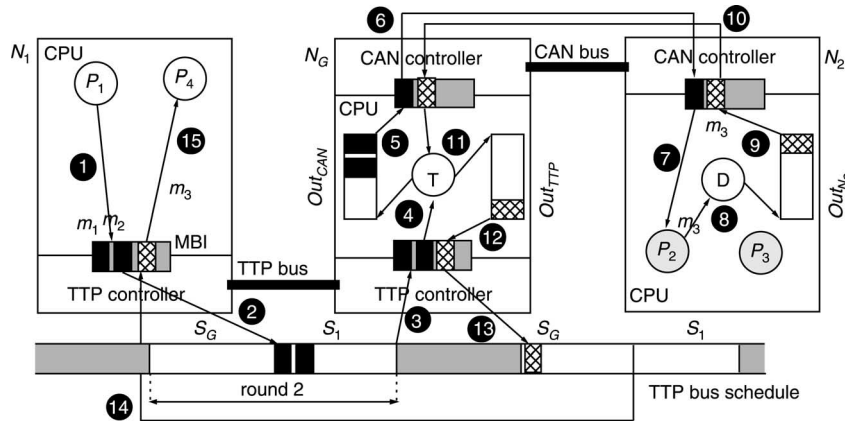 N1
CPU
P1
P4
1
15
m3
m1
m2
MBI
TTP controller
TTP bus
2
6
10
NG
CAN controller
CAN bus
CPU
5
11
T
4
OutCAN
OutTTP
12
TTP controller
3
13
CAN controller
N2
m3
7
9
D
m3
8
P2
P3
OutN2
CPU
SG
S1
SG
S1
round 2
14
TTP bus schedule